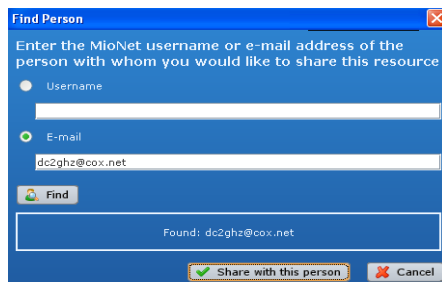 Find Person
Enter the MioNet username or e-mail address of the
person with whom you would like to share this resource
Username
E-mail
dc2ghz@cox.net
Find
Found: dc2ghz@cox.net
Share with this person
Cancel